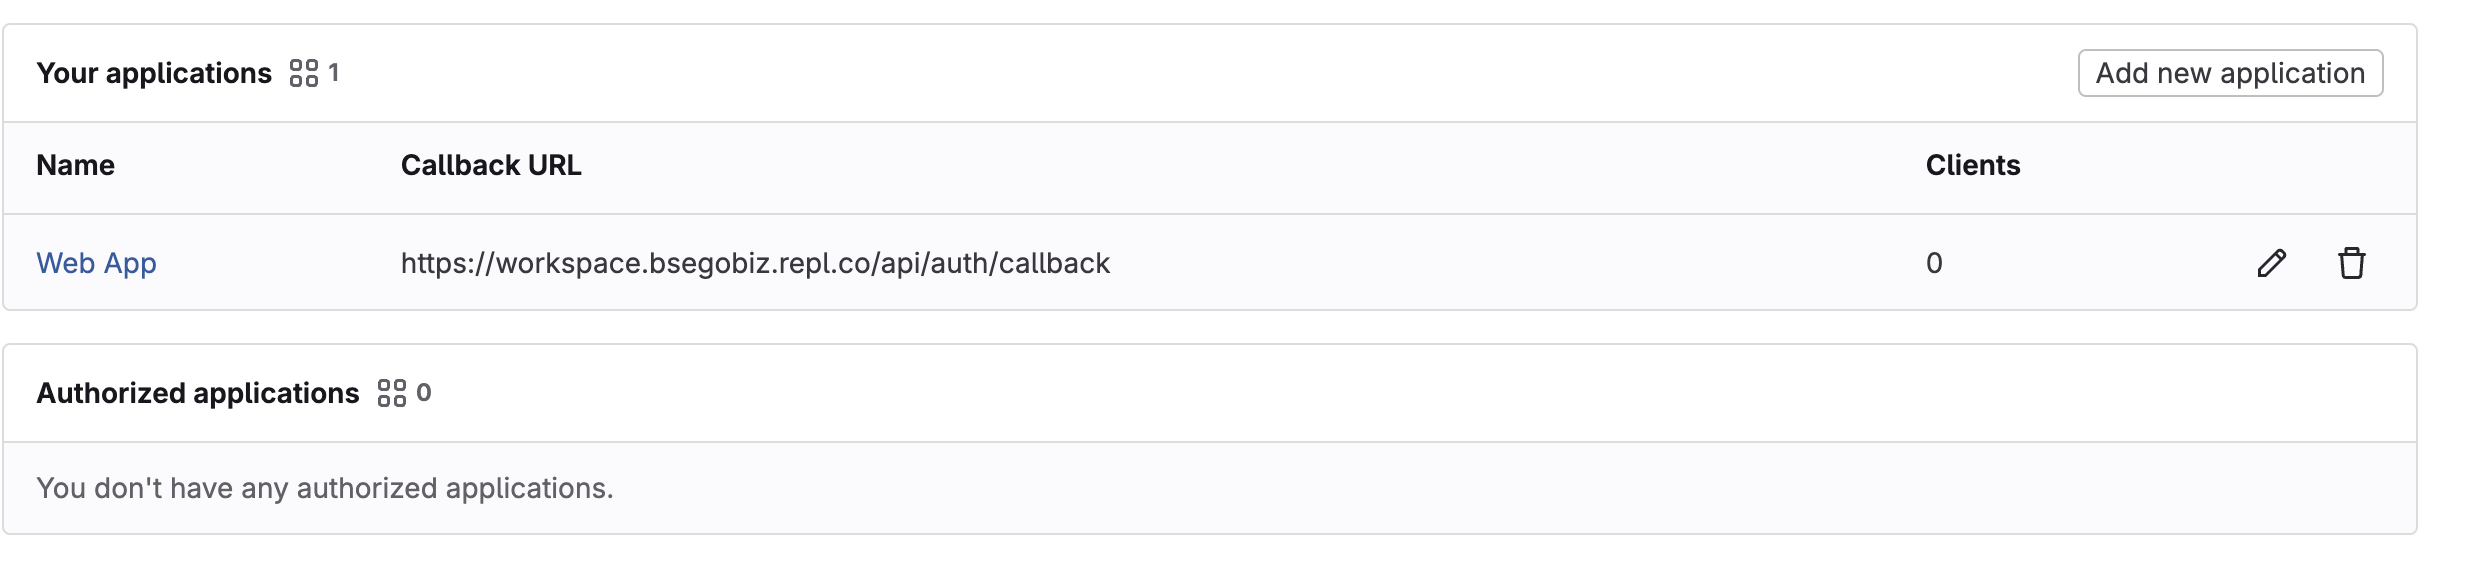 Your applications 1
Add new application
Name Callback URL Clients
Web App https://workspace.bsegobiz.repl.co/api/auth/callback 0
Authorized applications 0
You don't have any authorized applications.